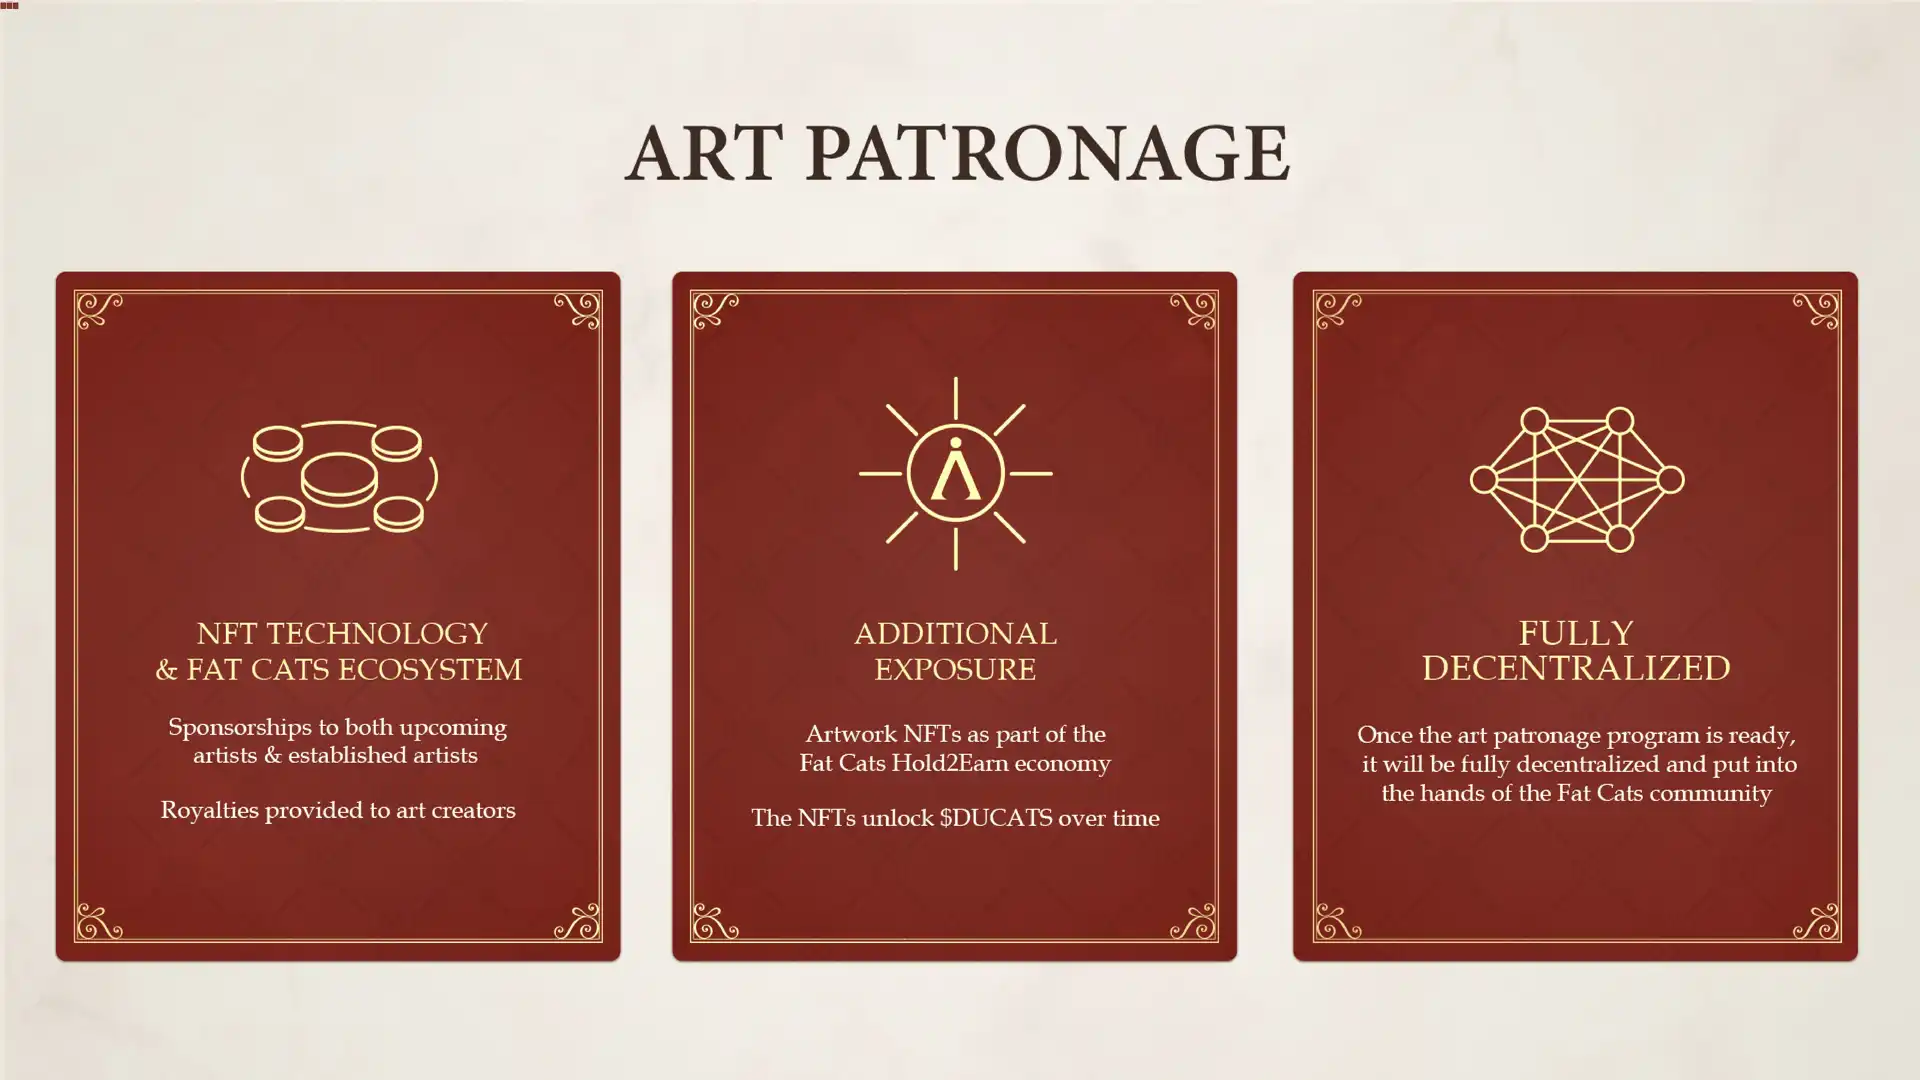 ART PATRONAGE
NFT TECHNOLOGY
& FAT CATS ECOSYSTEM
Sponsorships to both upcoming
artists & established artists
Royalties provided to art creators
ADDITIONAL
EXPOSURE
Artwork NFTs as part of the
Fat Cats Hold2Earn economy
The NFTs unlock $DUCATS over time
FULLY
DECENTRALIZED
Once the art patronage program is ready,
it will be fully decentralized and put into
the hands of the Fat Cats community